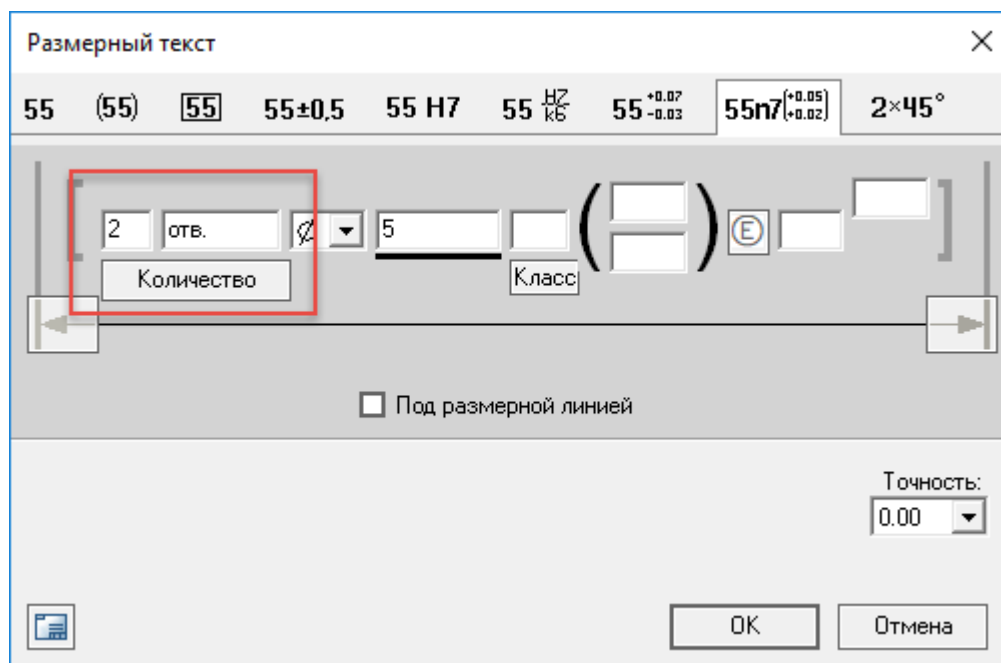 Размерный текст
55 (55) 55 55±0,5 55 H7 55 H7/k6 55 +0.07 -0.03 55n7(+0.05 +0.02) 2×45°
2 отв. ⌀ 5 ( ) Ⓔ
Количество Класс
Под размерной линией
Точность:
0.00
OK Отмена